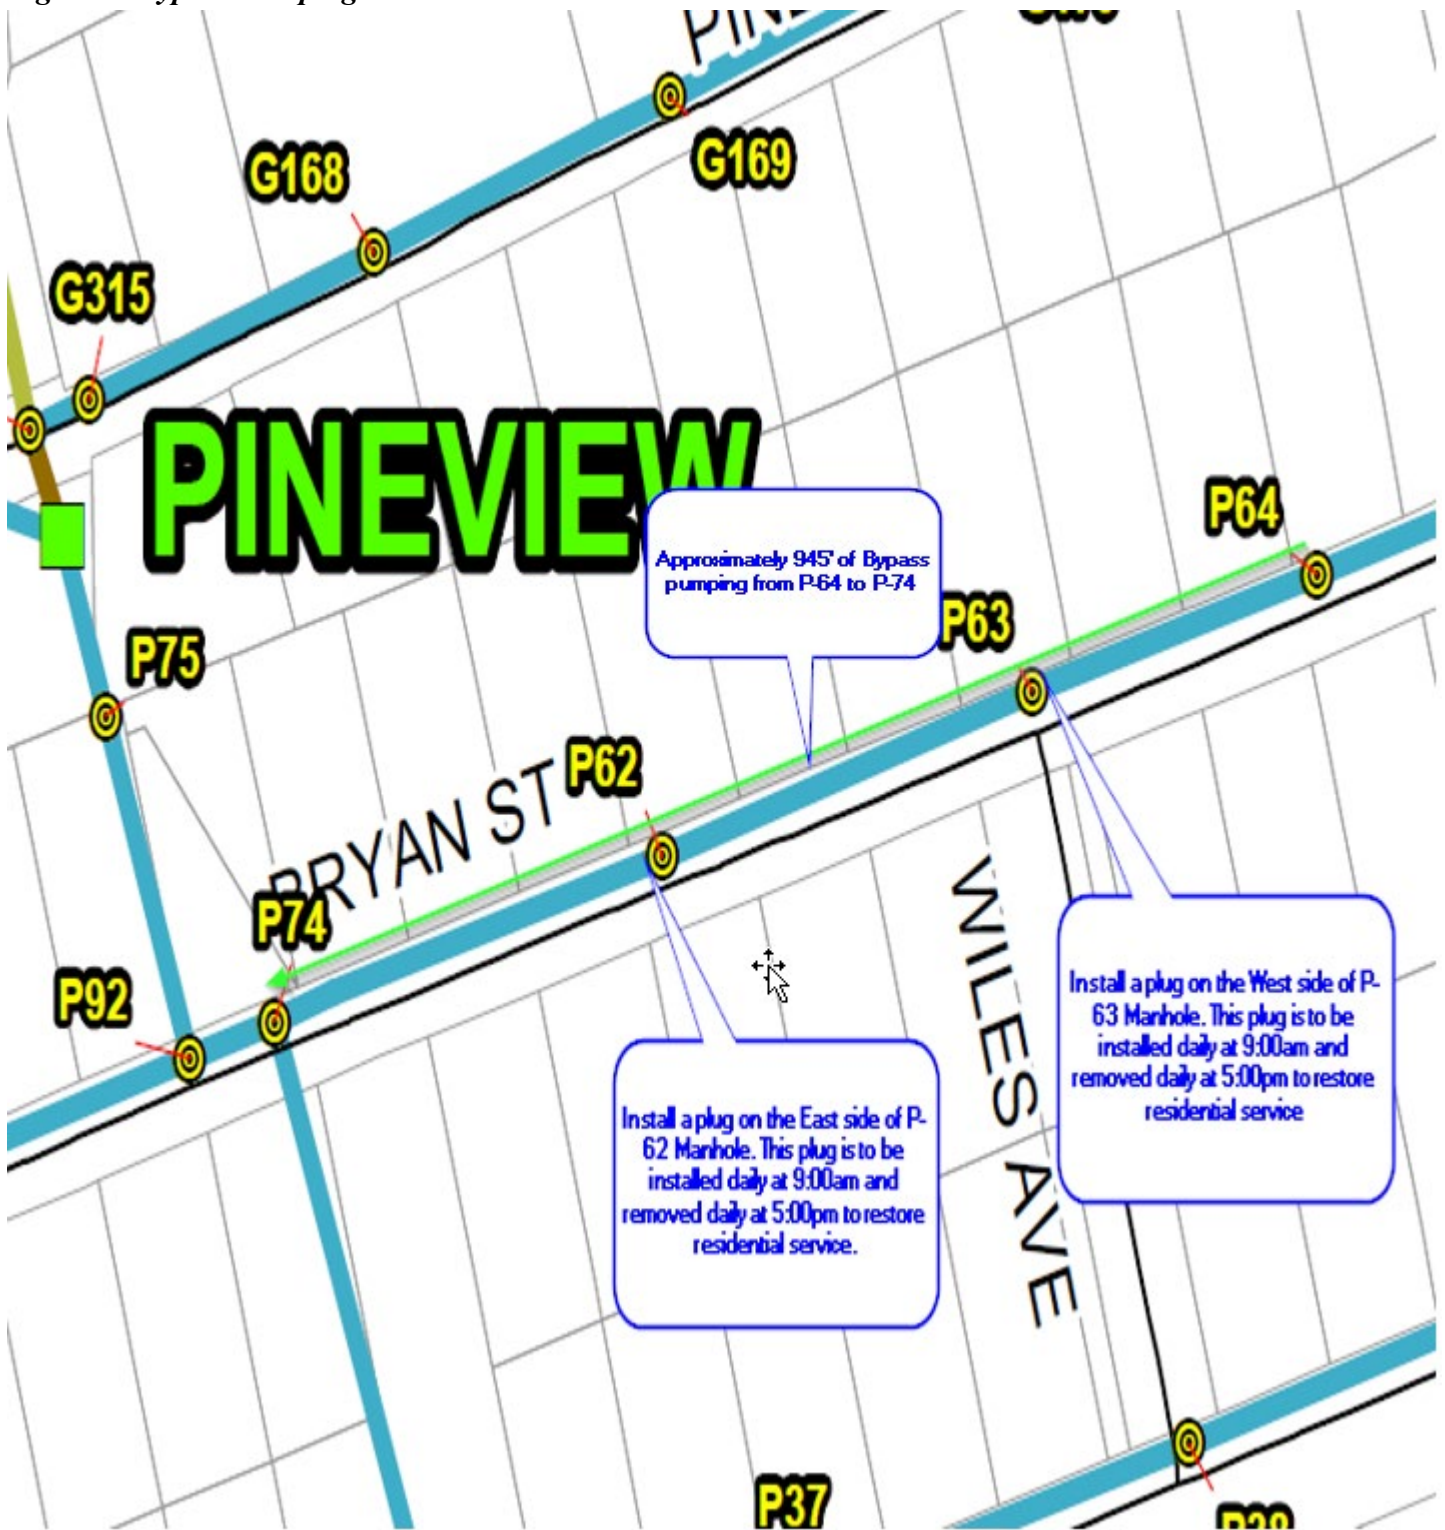 G168
G169
G315
PINEVIEW
Approximately 945' of Bypass
pumping from P-64 to P-74
P64
P63
P75
P62
BRYAN ST
P74
P92
WILES AVE
Install a plug on the West side of P-
63 Manhole. This plug is to be
installed daily at 9:00am and
removed daily at 5:00pm to restore
residential service
Install a plug on the East side of P-
62 Manhole. This plug is to be
installed daily at 9:00am and
removed daily at 5:00pm to restore
residential service.
P37